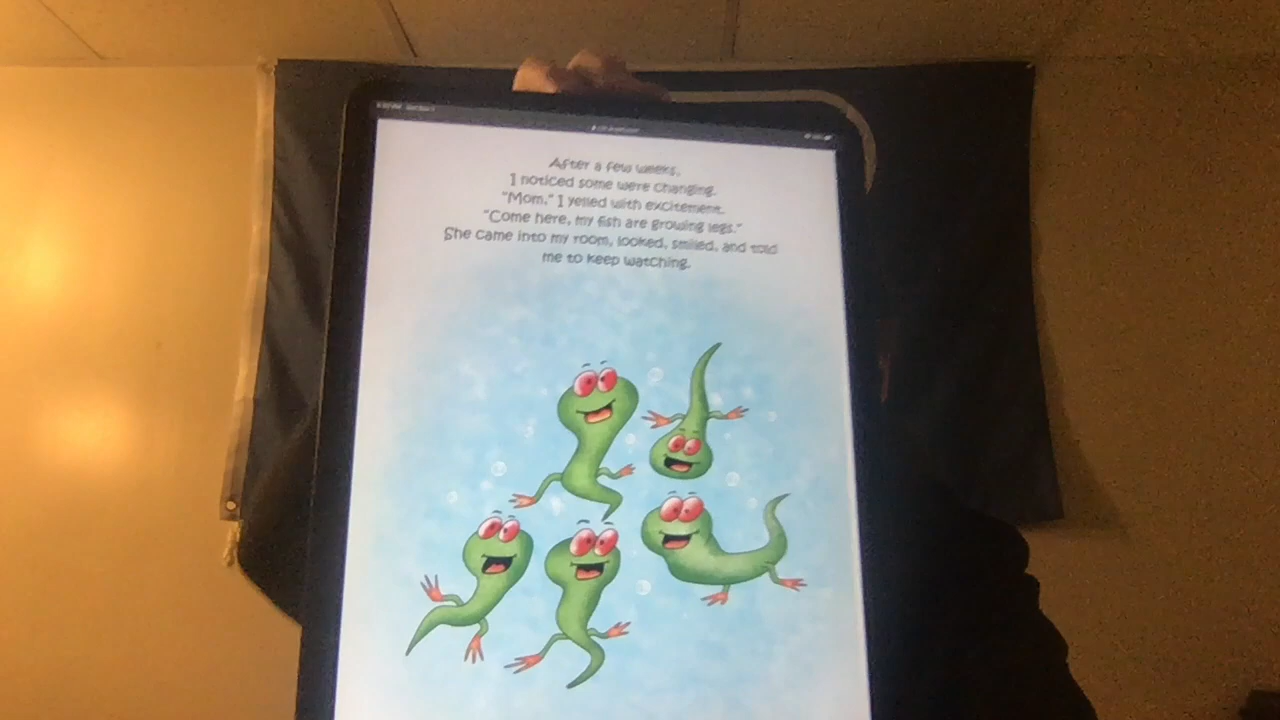 After a few weeks,
I noticed some were changing.
"Mom," I yelled with excitement.
"Come here, my fish are growing legs."
She came into my room, looked, smiled, and told
me to keep watching.